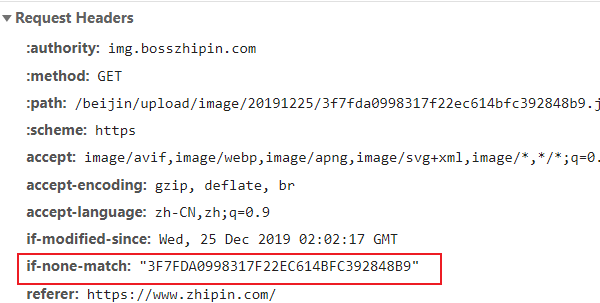 Request Headers
:authority: img.bosszhipin.com
:method: GET
:path: /beijin/upload/image/20191225/3f7fda0998317f22ec614bfc392848b9.j
:scheme: https
accept: image/avif,image/webp,image/apng,image/svg+xml,image/*,*/*;q=0.
accept-encoding: gzip, deflate, br
accept-language: zh-CN,zh;q=0.9
if-modified-since: Wed, 25 Dec 2019 02:02:17 GMT
if-none-match: "3F7FDA0998317F22EC614BFC392848B9"
referer: https://www.zhipin.com/